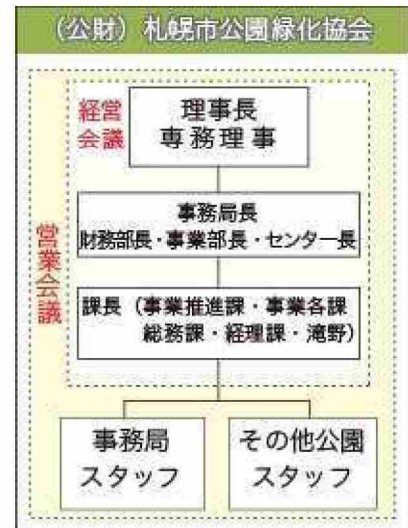 （公財）札幌市公園緑化協会
経営
会議
理事長
専務理事
営業会議
事務局長
財務部長・事業部長・センター長
課長（事業推進課・事業各課
総務課・経理課・滝野）
事務局
スタッフ
その他公園
スタッフ